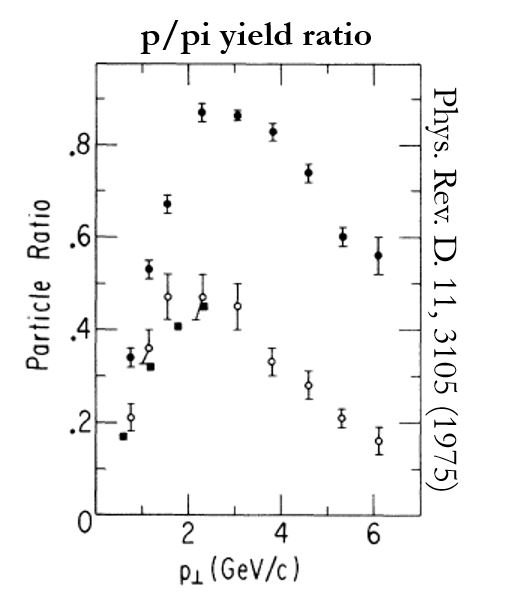 p/pi yield ratio
Particle Ratio
.8
.6
.4
.2
0
2
4
6
p⊥ (GeV/c)
Phys. Rev. D. 11, 3105 (1975)